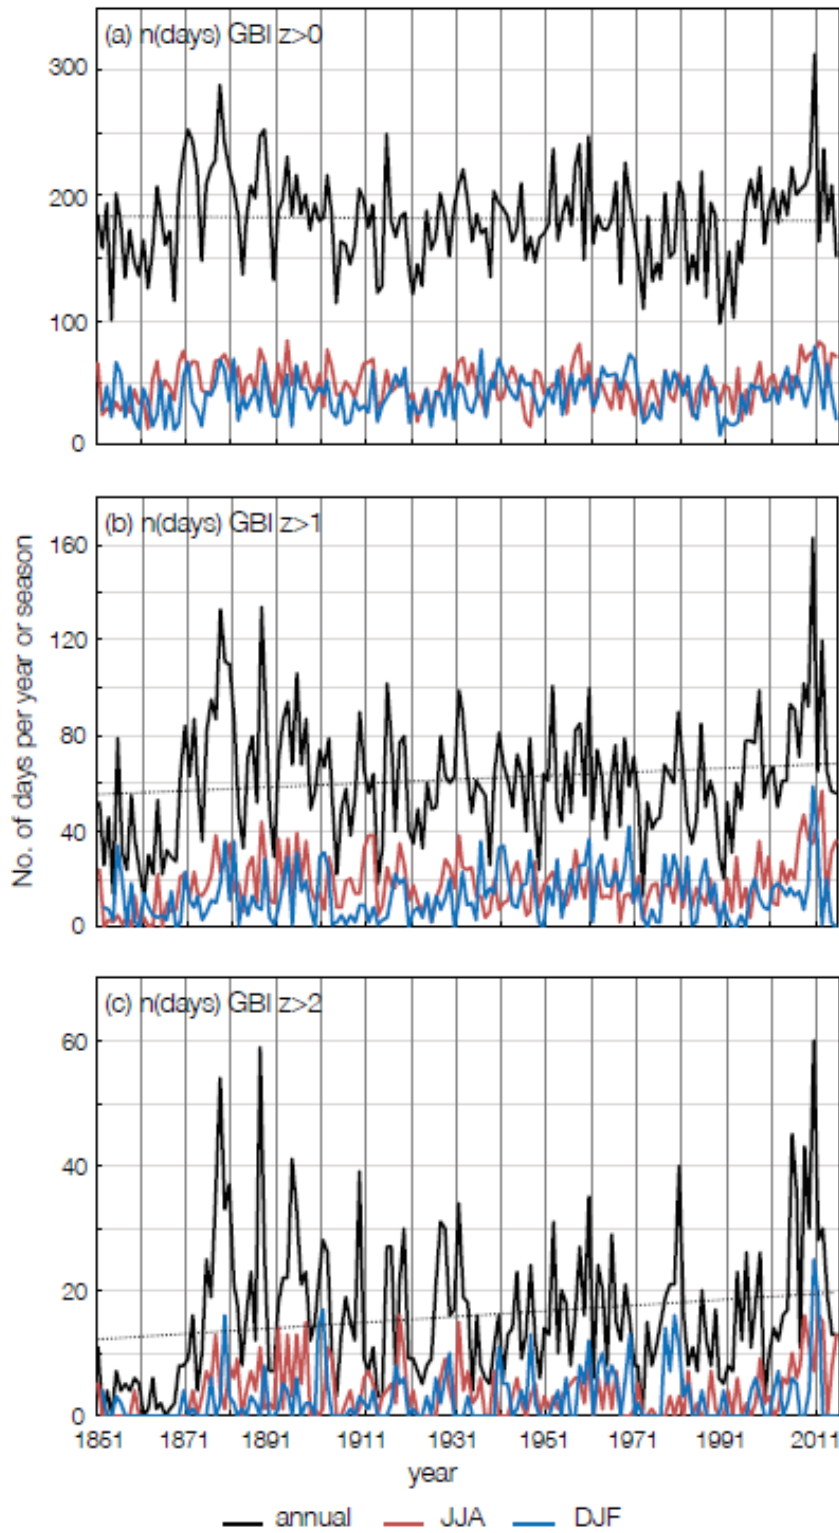 (a) n(days) GBI z>0
300
200
100
0
(b) n(days) GBI z>1
160
120
80
40
0
No. of days per year or season
(c) n(days) GBI z>2
60
40
20
0
1851 1871 1891 1911 1931 1951 1971 1991 2011
year
annual JJA DJF